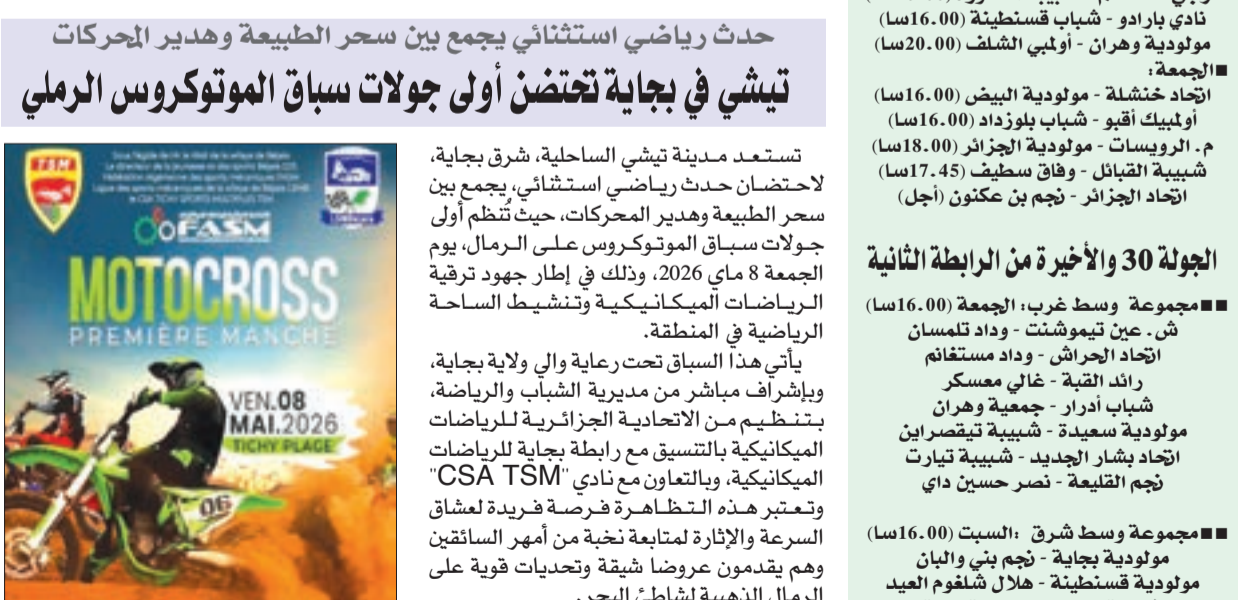 حدث رياضي استثنائي يجمع بين سحر الطبيعة وهدير المحركات
تيشي في بجاية تحتضن أولى جولات سباق الموتوكروس الرملي
تستعد مدينة تيشي الساحلية، شرق بجاية،
لاحتضان حدث رياضي استثنائي، يجمع بين
سحر الطبيعة وهدير المحركات، حيث تُنظم أولى
جولات سباق الموتوكروس على الرمال، يوم
الجمعة 8 ماي 2026، وذلك في إطار جهود ترقية
الرياضات الميكانيكية وتنشيط الساحة
الرياضية في المنطقة.
يأتي هذا السباق تحت رعاية والي ولاية بجاية،
وبإشراف مباشر من مديرية الشباب والرياضة،
بتنظيم من الاتحادية الجزائرية للرياضات
الميكانيكية بالتنسيق مع رابطة بجاية للرياضات
الميكانيكية، وبالتعاون مع نادي "CSA TSM"
وتعتبر هذه التظاهرة فرصة فريدة لعشاق
السرعة والإثارة لمتابعة نخبة من أمهر السائقين
وهم يقدمون عروضا شيقة وتحديات قوية على
الرمال الذهبية لشاطئ البحر.
TSM
FASM
MOTOCROSS
PREMIÈRE MANCHE
VEN.08
MAI.2026
TICHY PLAGE
06
نادي بارادو - شباب قسنطينة (16.00سا)
مولودية وهران - أولمبي الشلف (20.00سا)
■الجمعة:
اتحاد خنشلة - مولودية البيض (16.00سا)
أولمبيك أقبو - شباب بلوزداد (16.00سا)
م. الرويسات - مولودية الجزائر (18.00سا)
شبيبة القبائل - وفاق سطيف (17.45سا)
اتحاد الجزائر - نجم بن عكنون (أجل)
الجولة 30 والأخيرة من الرابطة الثانية
■■مجموعة وسط غرب: الجمعة (16.00سا)
ش. عين تيموشنت - وداد تلمسان
اتحاد الحراش - وداد مستغانم
رائد القبة - غالي معسكر
شباب أدرار - جمعية وهران
مولودية سعيدة - شبيبة تيقصراين
اتحاد بشار الجديد - شبيبة تيارت
نجم القليعة - نصر حسين داي
■■مجموعة وسط شرق :السبت (16.00سا)
مولودية بجاية - نجم بني والبان
مولودية قسنطينة - هلال شلغوم العيد